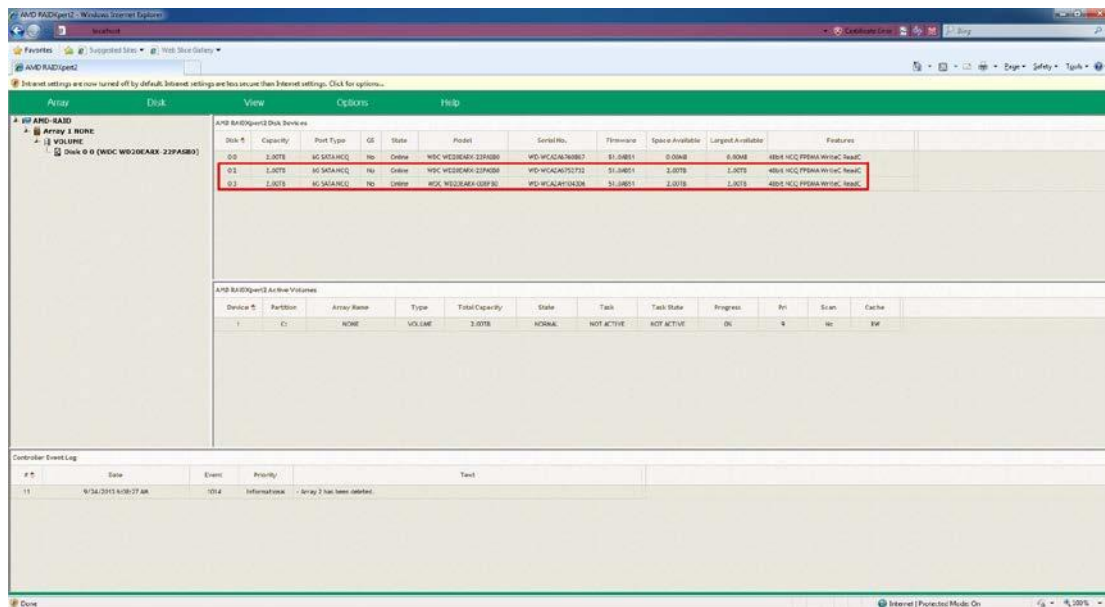 AMD RAIDXpert2 - Windows Internet Explorer
localhost
Certificate Error
Bing
Favorites Suggested Sites Web Slice Gallery
AMD RAIDXpert2
Page Safety Tools
Intranet settings are now turned off by default. Intranet settings are less secure than Internet settings. Click for options...
Array Disk View Options Help
AMD-RAID
Array 1 NONE
VOLUME
Disk 0 0 (WDC WD20EARX-22PASB0)
AMD RAIDXpert2 Disk Devices
Disk Capacity Port Type GS State Model Serial No. Firmware Space Available Largest Available Features
2.00TB 6G SATA NCQ No Online WDC WD20EARX-22PASB0 51.0AB51 0.00MB 0.00MB 48bit NCQ FPDMA WriteC ReadC
2.00TB 6G SATA NCQ No Online WDC WD20EARX-22PASB0 51.0AB51 2.00TB 2.00TB 48bit NCQ FPDMA WriteC ReadC
2.00TB 6G SATA NCQ No Online 51.0AB51 2.00TB 2.00TB 48bit NCQ FPDMA WriteC ReadC
AMD RAIDXpert2 Active Volumes
Device Partition Array Name Type Total Capacity State Task Task State Progress Pri Scan Cache
1 C: NONE VOLUME 2.00TB NORMAL NOT ACTIVE NOT ACTIVE 0% 9 No RW
Controller Event Log
# Date Event Priority Text
11 1014 Informational - Array 2 has been deleted.
Done
Internet | Protected Mode: On
100%